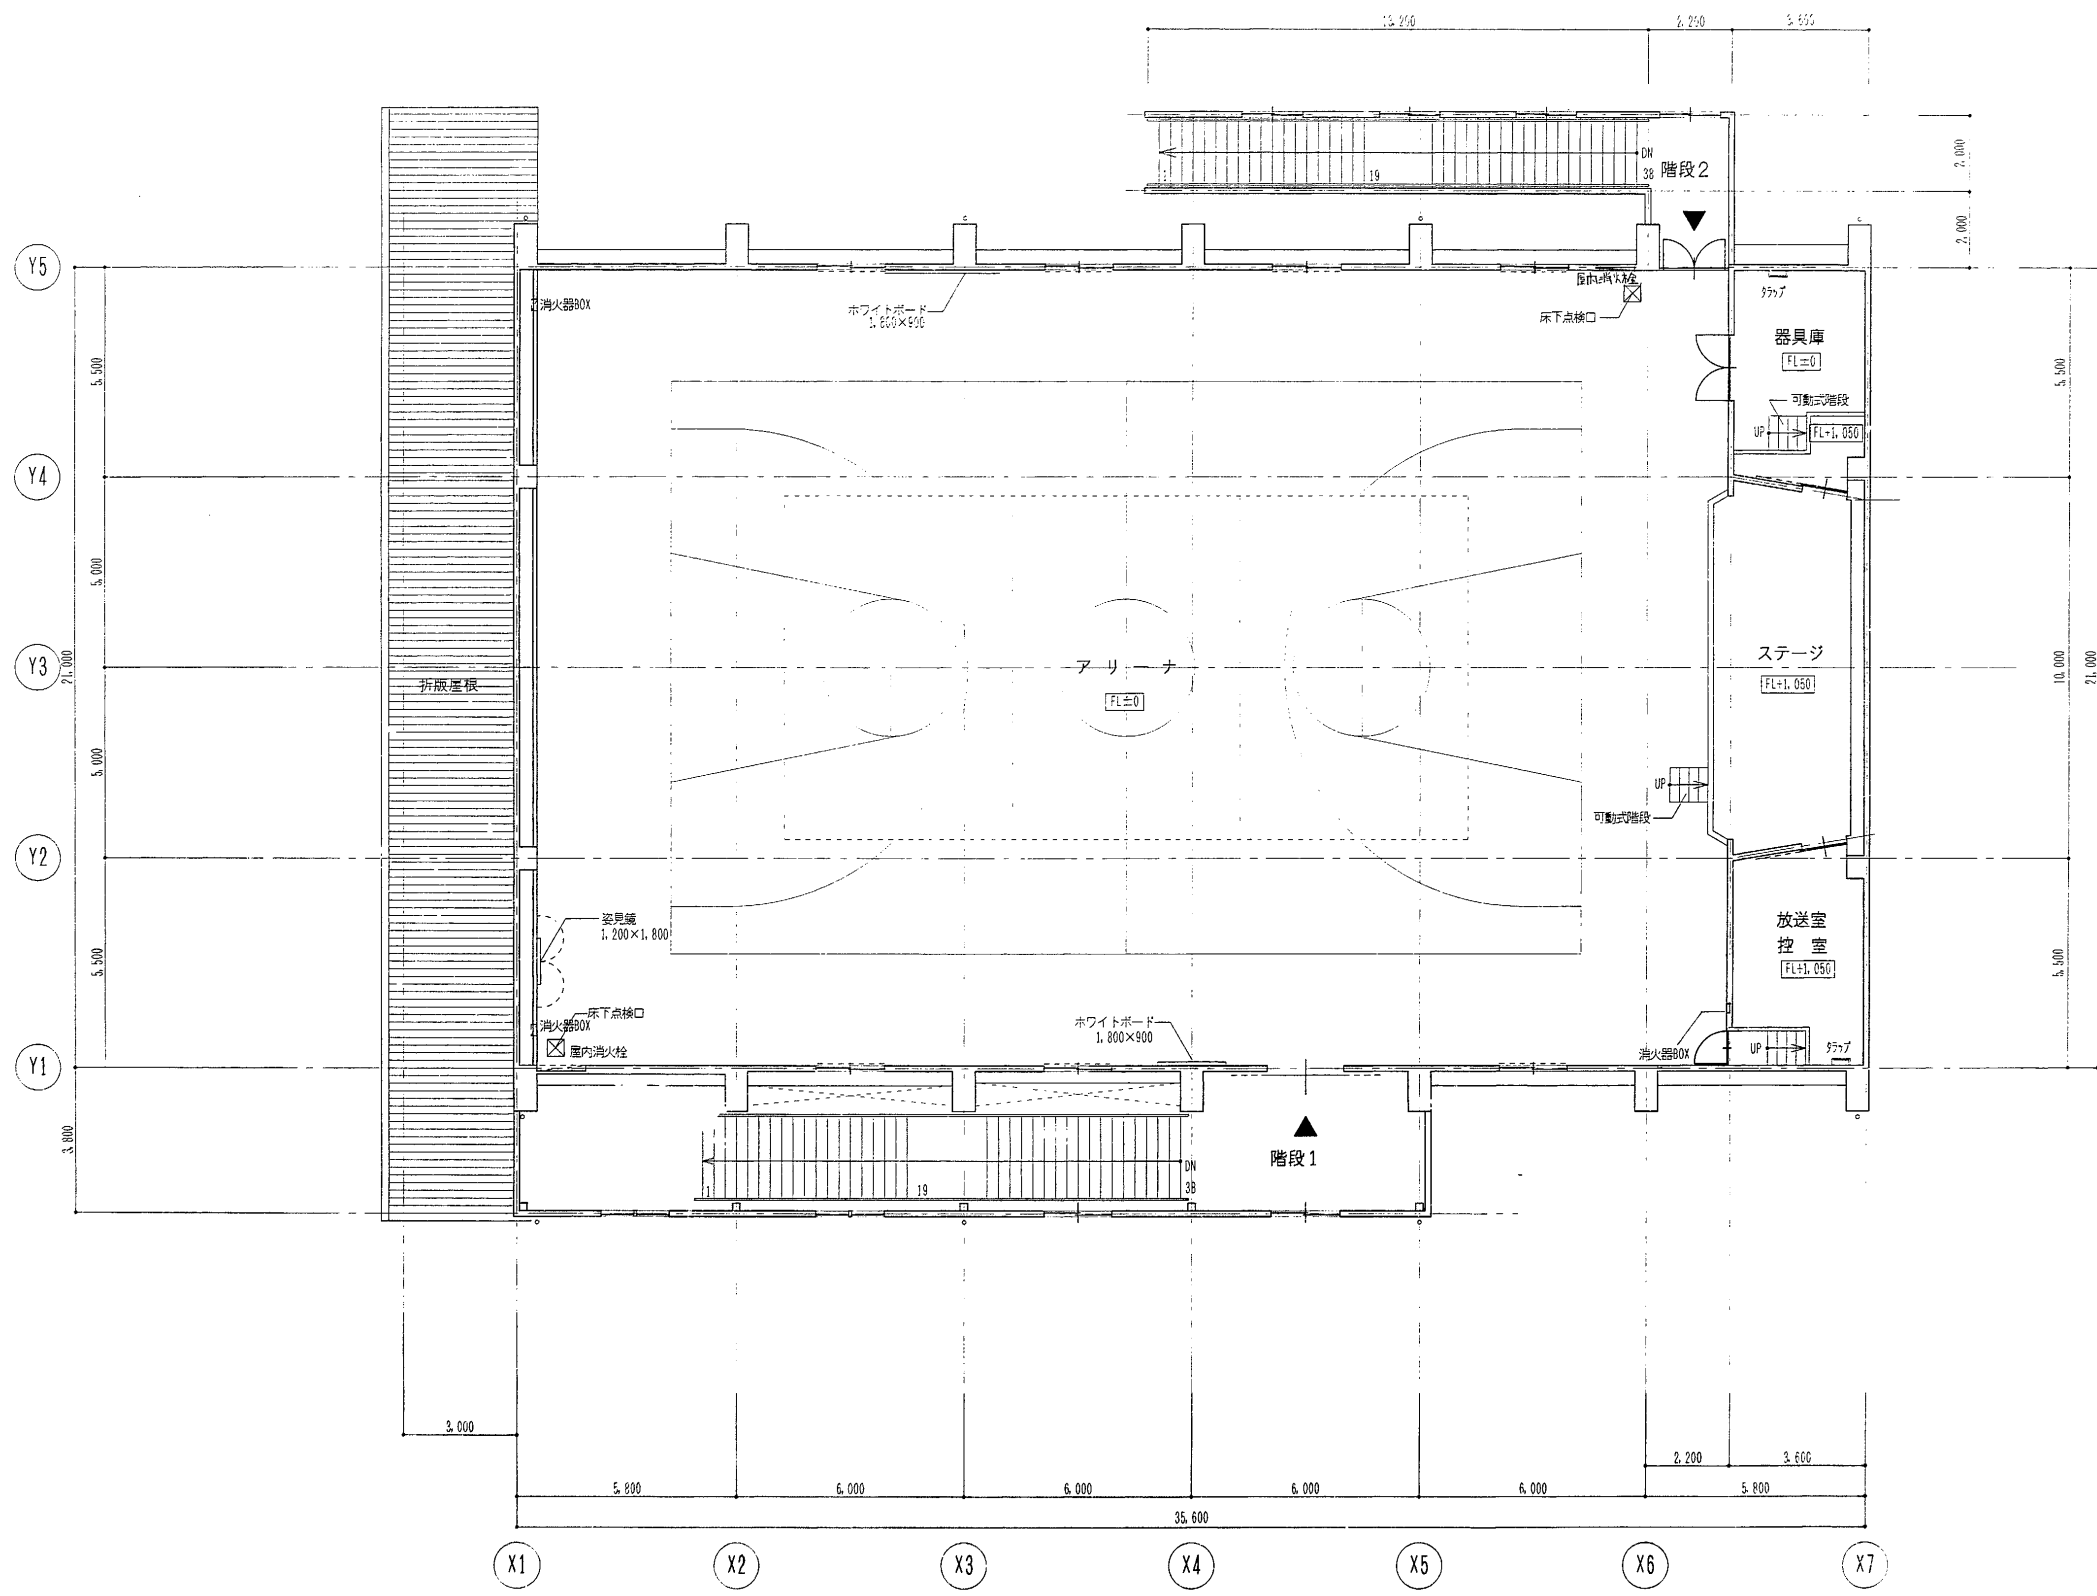 13,200
2,200
3,600
DN
階段2
19
38
2,000
2,000
Y5
屋内消火栓
タラップ
消火器BOX
ホワイトボード
1,800×900
床下点検口
器具庫
FL±0
5,500
5,500
可動式階段
UP
FL+1,050
Y4
5,000
Y3
21,000
折版屋根
アリーナ
FL±0
ステージ
FL+1,050
10,000
21,000
5,000
UP
可動式階段
Y2
姿見鏡
1,200×1,800
放送室
控 室
FL+1,050
5,500
5,500
床下点検口
消火器BOX
屋内消火栓
ホワイトボード
1,800×900
消火器BOX
UP
タラップ
Y1
3,800
階段1
DN
1
19
38
3,000
2,200
3,600
5,800
6,000
6,000
6,000
6,000
5,800
35,600
X1
X2
X3
X4
X5
X6
X7